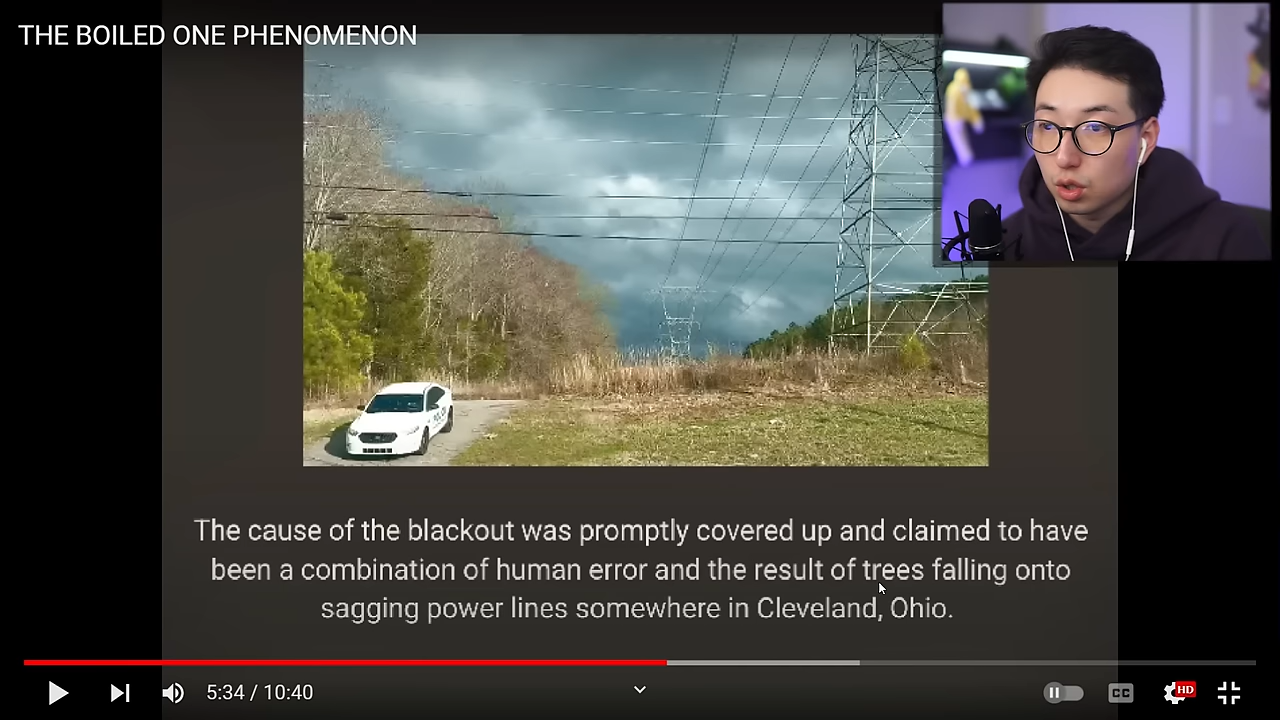 THE BOILED ONE PHENOMENON
The cause of the blackout was promptly covered up and claimed to have
been a combination of human error and the result of trees falling onto
sagging power lines somewhere in Cleveland, Ohio.
5:34 / 10:40
CC
HD